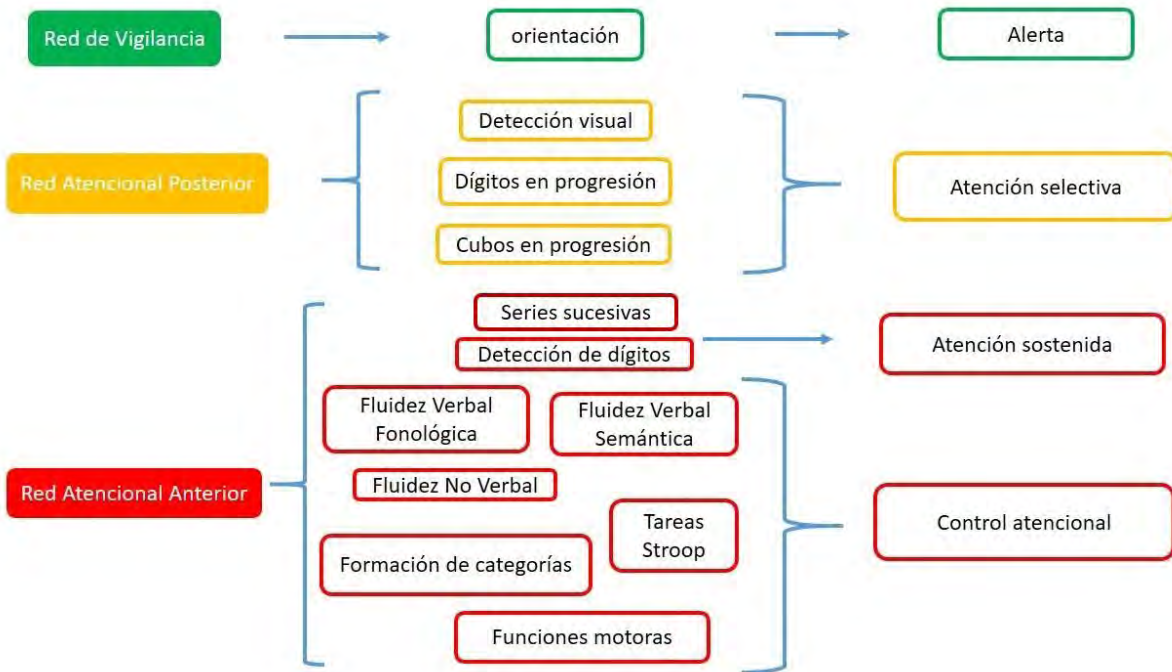 Red de Vigilancia
orientación
Alerta
Detección visual
Red Atencional Posterior
Dígitos en progresión
Atención selectiva
Cubos en progresión
Series sucesivas
Detección de dígitos
Atención sostenida
Fluidez Verbal
Fonológica
Fluidez Verbal
Semántica
Red Atencional Anterior
Fluidez No Verbal
Tareas
Stroop
Control atencional
Formación de categorías
Funciones motoras